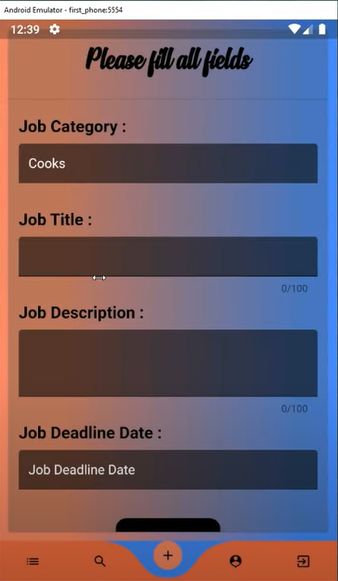 Android Emulator - first_phone:5554
12:39
Please fill all fields
Job Category :
Cooks
Job Title :
0/100
Job Description :
0/100
Job Deadline Date :
Job Deadline Date